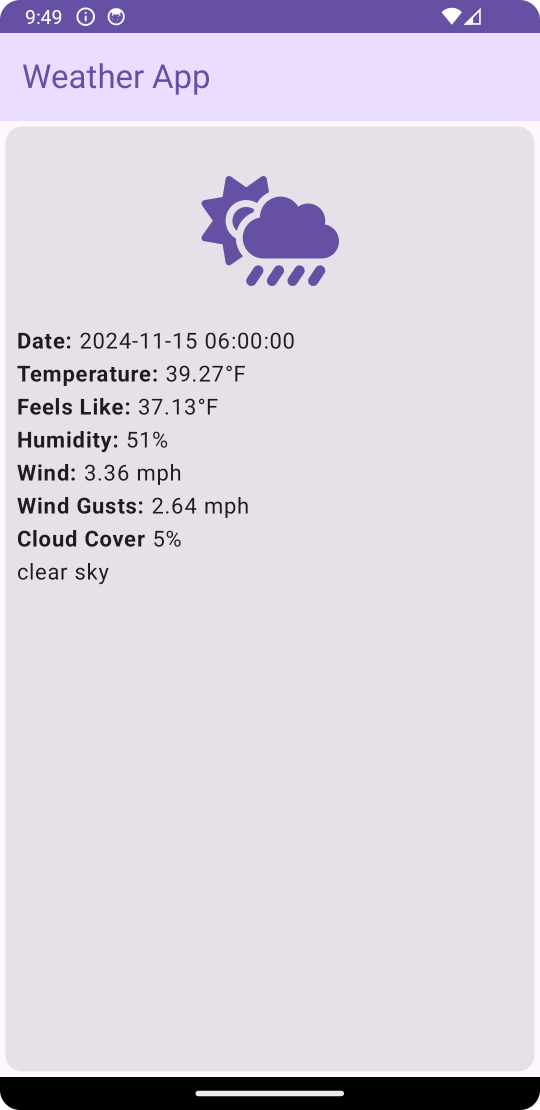 9:49
Weather App
Date: 2024-11-15 06:00:00
Temperature: 39.27°F
Feels Like: 37.13°F
Humidity: 51%
Wind: 3.36 mph
Wind Gusts: 2.64 mph
Cloud Cover 5%
clear sky